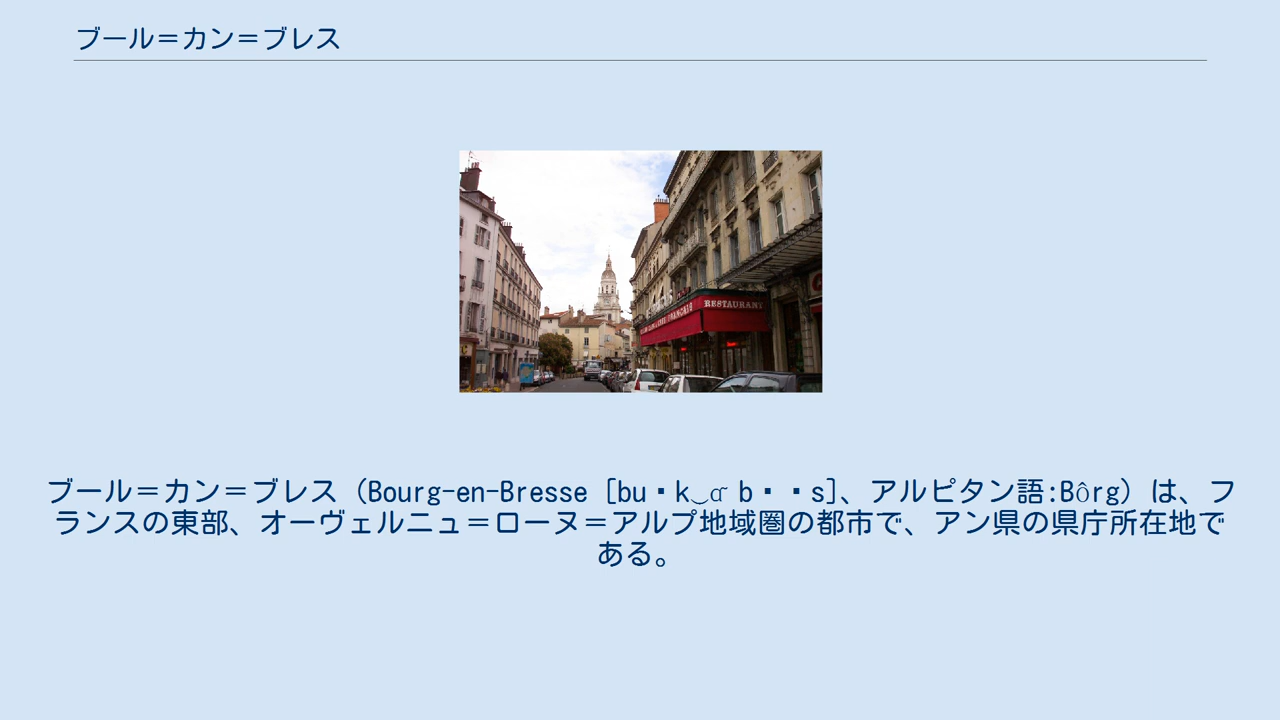 ブール＝カン＝ブレス
RESTAURANT
ブール＝カン＝ブレス（Bourg-en-Bresse [bu・k‿ɑ̃ b・・s]、アルピタン語:Bôrg）は、フ
ランスの東部、オーヴェルニュ＝ローヌ＝アルプ地域圏の都市で、アン県の県庁所在地で
ある。